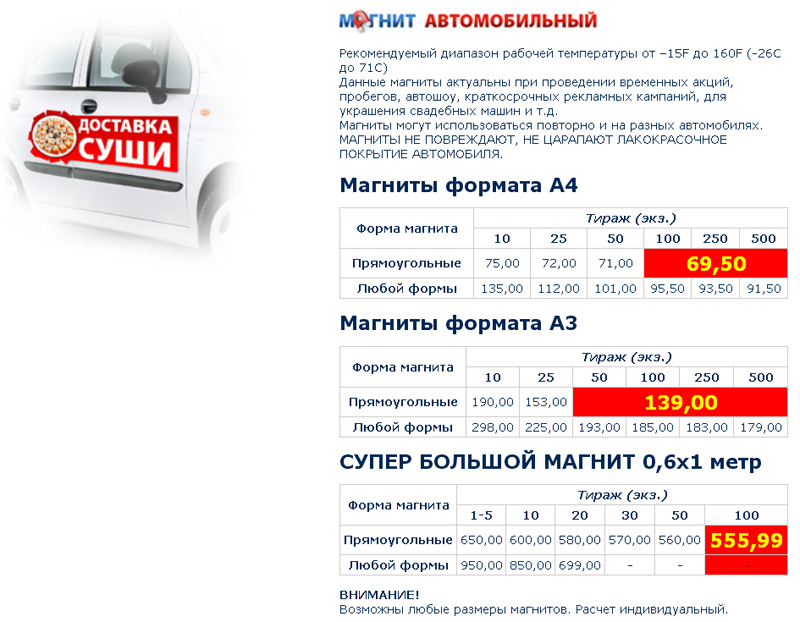 ДОСТАВКА
СУШИ
МАГНИТ АВТОМОБИЛЬНЫЙ
Рекомендуемый диапазон рабочей температуры от –15F до 160F (-26C
до 71C)
Данные магниты актуальны при проведении временных акций,
пробегов, автошоу, краткосрочных рекламных кампаний, для
украшения свадебных машин и т.д.
Магниты могут использоваться повторно и на разных автомобилях.
МАГНИТЫ НЕ ПОВРЕЖДАЮТ, НЕ ЦАРАПАЮТ ЛАКОКРАСОЧНОЕ
ПОКРЫТИЕ АВТОМОБИЛЯ.
Магниты формата А4
Форма магнита Тираж (экз.)
10 25 50 100 250 500
Прямоугольные 75,00 72,00 71,00 69,50
Любой формы 135,00 112,00 101,00 95,50 93,50 91,50
Магниты формата А3
Форма магнита Тираж (экз.)
10 25 50 100 250 500
Прямоугольные 190,00 153,00 139,00
Любой формы 298,00 225,00 193,00 185,00 183,00 179,00
СУПЕР БОЛЬШОЙ МАГНИТ 0,6х1 метр
Форма магнита Тираж (экз.)
1-5 10 20 30 50 100
Прямоугольные 650,00 600,00 580,00 570,00 560,00 555,99
Любой формы 950,00 850,00 699,00 - - -
ВНИМАНИЕ!
Возможны любые размеры магнитов. Расчет индивидуальный.